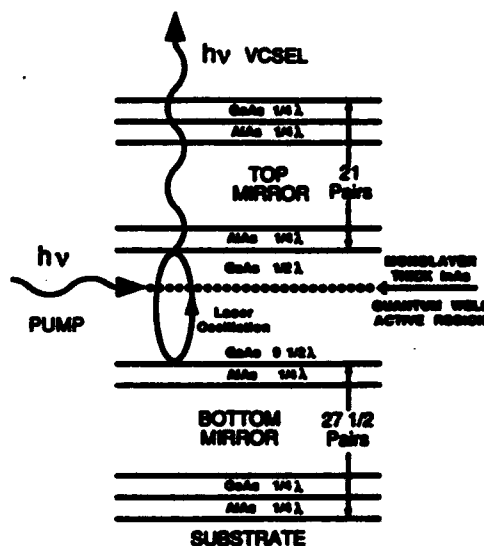 hν VCSEL
GaAs 1/4 λ
AlAs 1/4 λ
TOP
MIRROR
21
Pairs
AlAs 1/4 λ
GaAs 1/2 λ
hν
PUMP
MONOLAYER
THICK InAs
QUANTUM WELL
ACTIVE REGION
Laser
Oscillation
GaAs 9 1/2 λ
AlAs 1/4 λ
BOTTOM
MIRROR
27 1/2
Pairs
GaAs 1/4 λ
AlAs 1/4 λ
SUBSTRATE